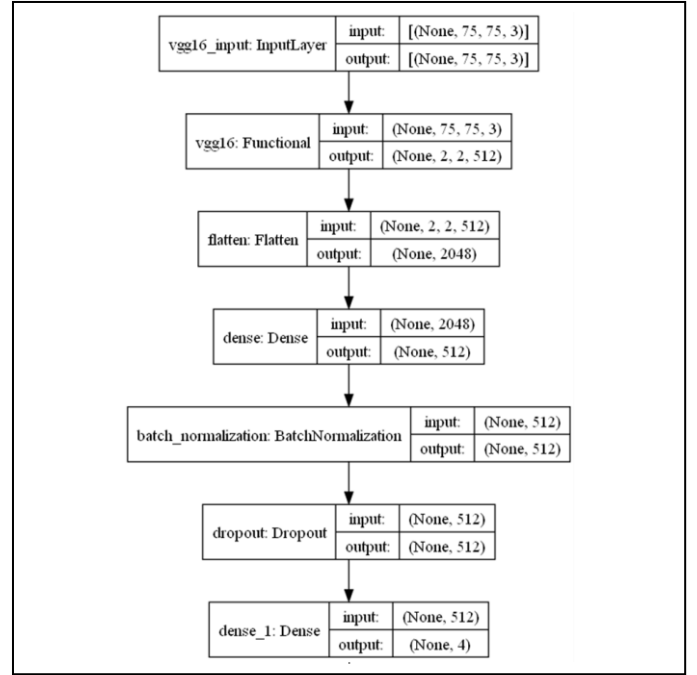 vgg16_input: InputLayer input: [(None, 75, 75, 3)]
output: [(None, 75, 75, 3)]
vgg16: Functional input: (None, 75, 75, 3)
output: (None, 2, 2, 512)
flatten: Flatten input: (None, 2, 2, 512)
output: (None, 2048)
dense: Dense input: (None, 2048)
output: (None, 512)
batch_normalization: BatchNormalization input: (None, 512)
output: (None, 512)
dropout: Dropout input: (None, 512)
output: (None, 512)
dense_1: Dense input: (None, 512)
output: (None, 4)